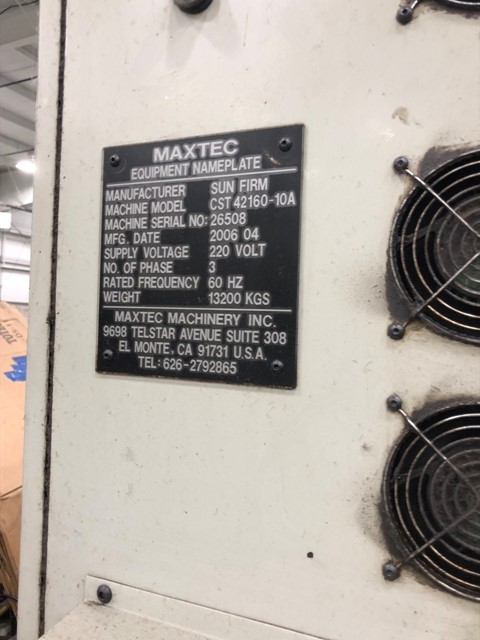 MAXTEC
EQUIPMENT NAMEPLATE
MANUFACTURER SUN FIRM
MACHINE MODEL CST 42160-10A
MACHINE SERIAL NO: 26508
MFG. DATE 2006 04
SUPPLY VOLTAGE 220 VOLT
NO. OF PHASE 3
RATED FREQUENCY 60 HZ
WEIGHT 13200 KGS
MAXTEC MACHINERY INC.
9698 TELSTAR AVENUE SUITE 308
EL MONTE, CA 91731 U.S.A.
TEL: 626-2792865